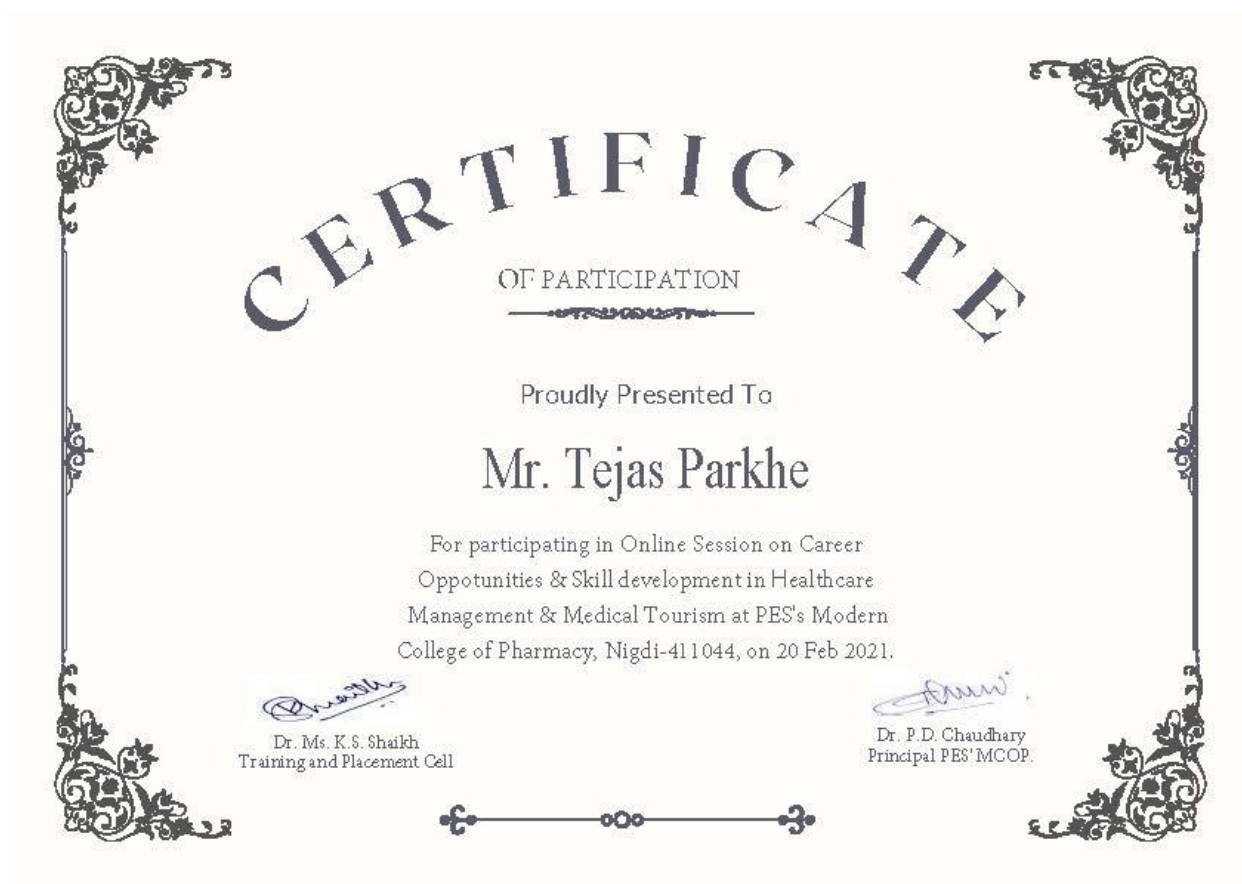 CERTIFICATE
OF PARTICIPATION
Proudly Presented To
Mr. Tejas Parkhe
For participating in Online Session on Career
Oppotunities & Skill development in Healthcare
Management & Medical Tourism at PES's Modern
College of Pharmacy, Nigdi-411044, on 20 Feb 2021.
Dr. Ms. K.S. Shaikh
Training and Placement Cell
Dr. P.D. Chaudhary
Principal PES' MCOP.